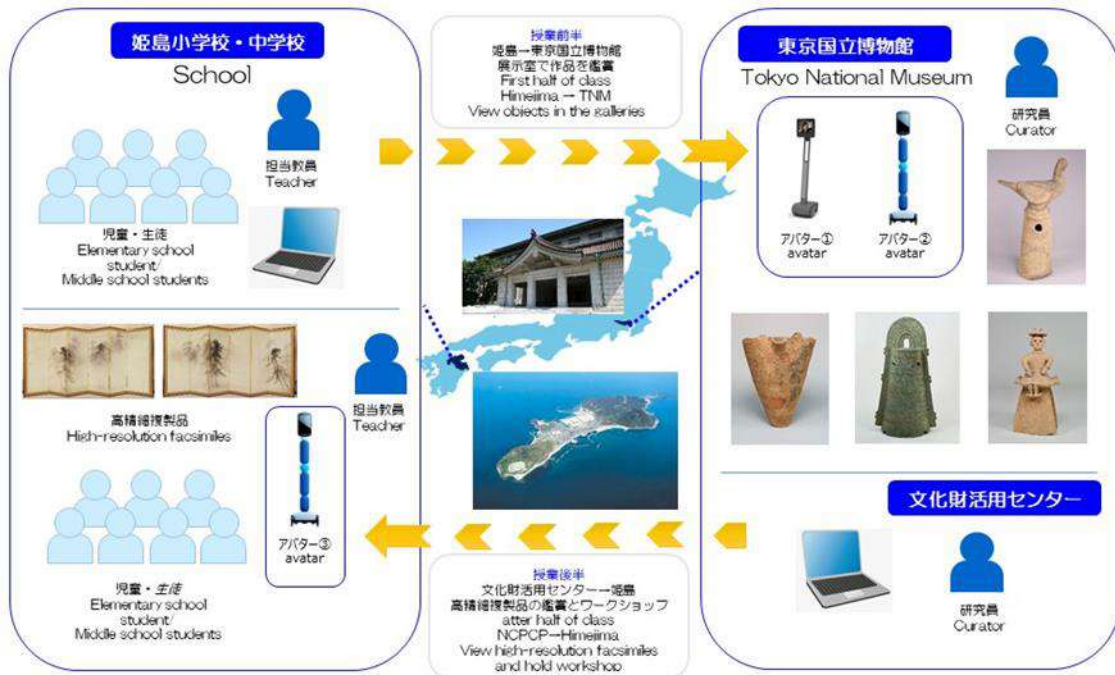 姫島小学校・中学校
School
担当教員
Teacher
児童・生徒
Elementary school
student/
Middle school students
高精細複製品
High-resolution facsimiles
担当教員
Teacher
アバター③
avatar
児童・生徒
Elementary school
student/
Middle school students
授業前半
姫島→東京国立博物館
展示室で作品を鑑賞
First half of class
Himejima → TNM
View objects in the galleries
授業後半
文化財活用センター→姫島
高精細複製品の鑑賞とワークショップ
atter half of class
NCPCP→Himejima
View high-resolution facsimiles
and hold workshop
東京国立博物館
Tokyo National Museum
研究員
Curator
アバター①
avatar
アバター②
avatar
文化財活用センター
研究員
Curator